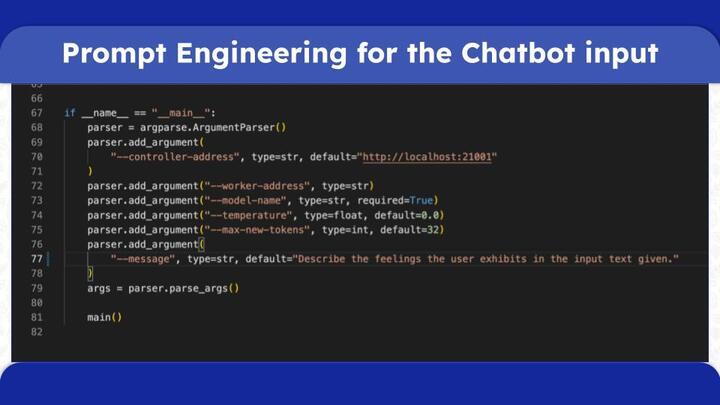 Prompt Engineering for the Chatbot input
65
66
67 if __name__ == "__main__":
68 parser = argparse.ArgumentParser()
69 parser.add_argument(
70 "--controller-address", type=str, default="http://localhost:21001"
71 )
72 parser.add_argument("--worker-address", type=str)
73 parser.add_argument("--model-name", type=str, required=True)
74 parser.add_argument("--temperature", type=float, default=0.0)
75 parser.add_argument("--max-new-tokens", type=int, default=32)
76 parser.add_argument(
77 "--message", type=str, default="Describe the feelings the user exhibits in the input text given."
78 )
79 args = parser.parse_args()
80
81 main()
82